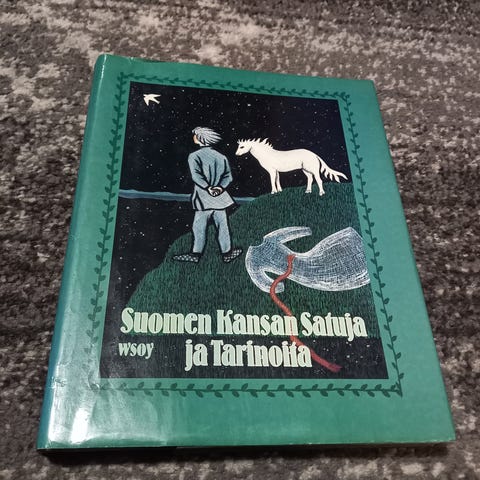 Suomen Kansan Satuja
wsoy ja Tarinoita